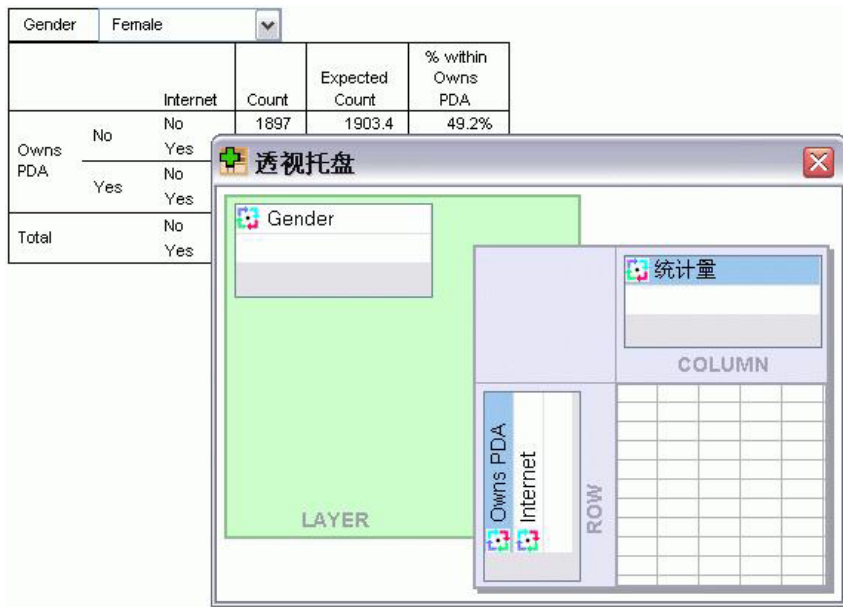 Gender Female
% within
Expected Owns
Internet Count Count PDA
No 1897 1903.4 49.2%
No
Owns Yes
PDA No
Yes
Yes
Total No
Yes
透视托盘
Gender
统计量
COLUMN
Owns PDA
Internet
ROW
LAYER